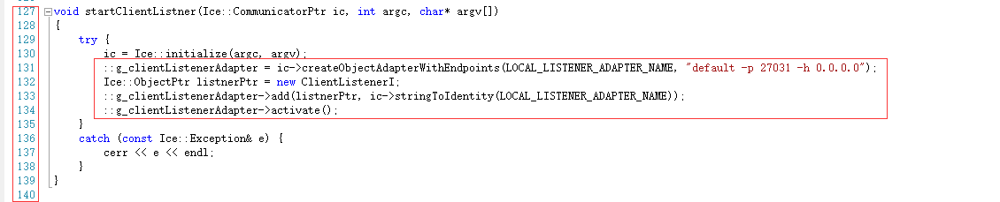 127 void startClientListner(Ice::CommunicatorPtr ic, int argc, char* argv[])
128 {
129 try {
130 ic = Ice::initialize(argc, argv);
131 ::g_clientListenerAdapter = ic->createObjectAdapterWithEndpoints(LOCAL_LISTENER_ADAPTER_NAME, "default -p 27031 -h 0.0.0.0");
132 Ice::ObjectPtr listnerPtr = new ClientListenerI;
133 ::g_clientListenerAdapter->add(listnerPtr, ic->stringToIdentity(LOCAL_LISTENER_ADAPTER_NAME));
134 ::g_clientListenerAdapter->activate();
135 }
136 catch (const Ice::Exception& e) {
137 cerr << e << endl;
138 }
139 }
140